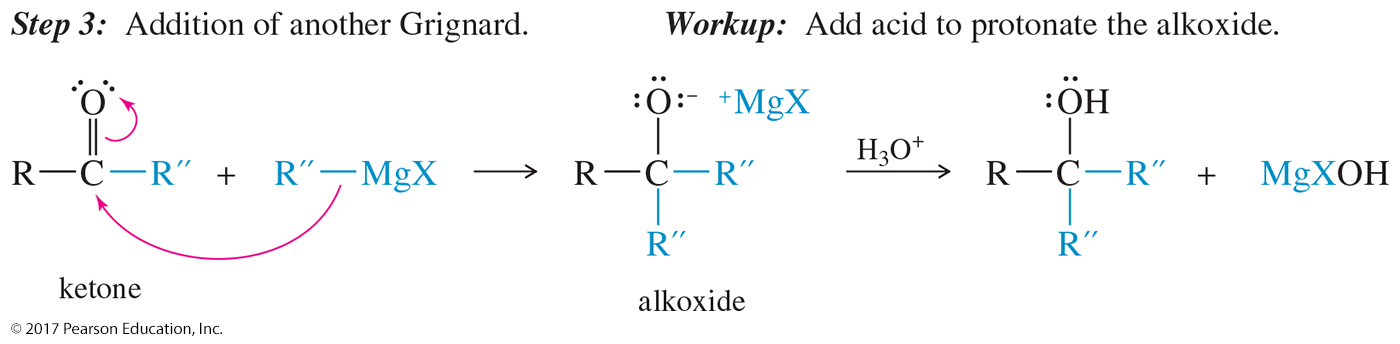 Step 3: Addition of another Grignard.
Workup: Add acid to protonate the alkoxide.
:O:⁻ ⁺MgX
:ÖH
O
R—C—R″ + R″—MgX ⟶ R—C—R″ H₃O⁺ ⟶ R—C—R″ + MgXOH
R″ R″
ketone
alkoxide
© 2017 Pearson Education, Inc.